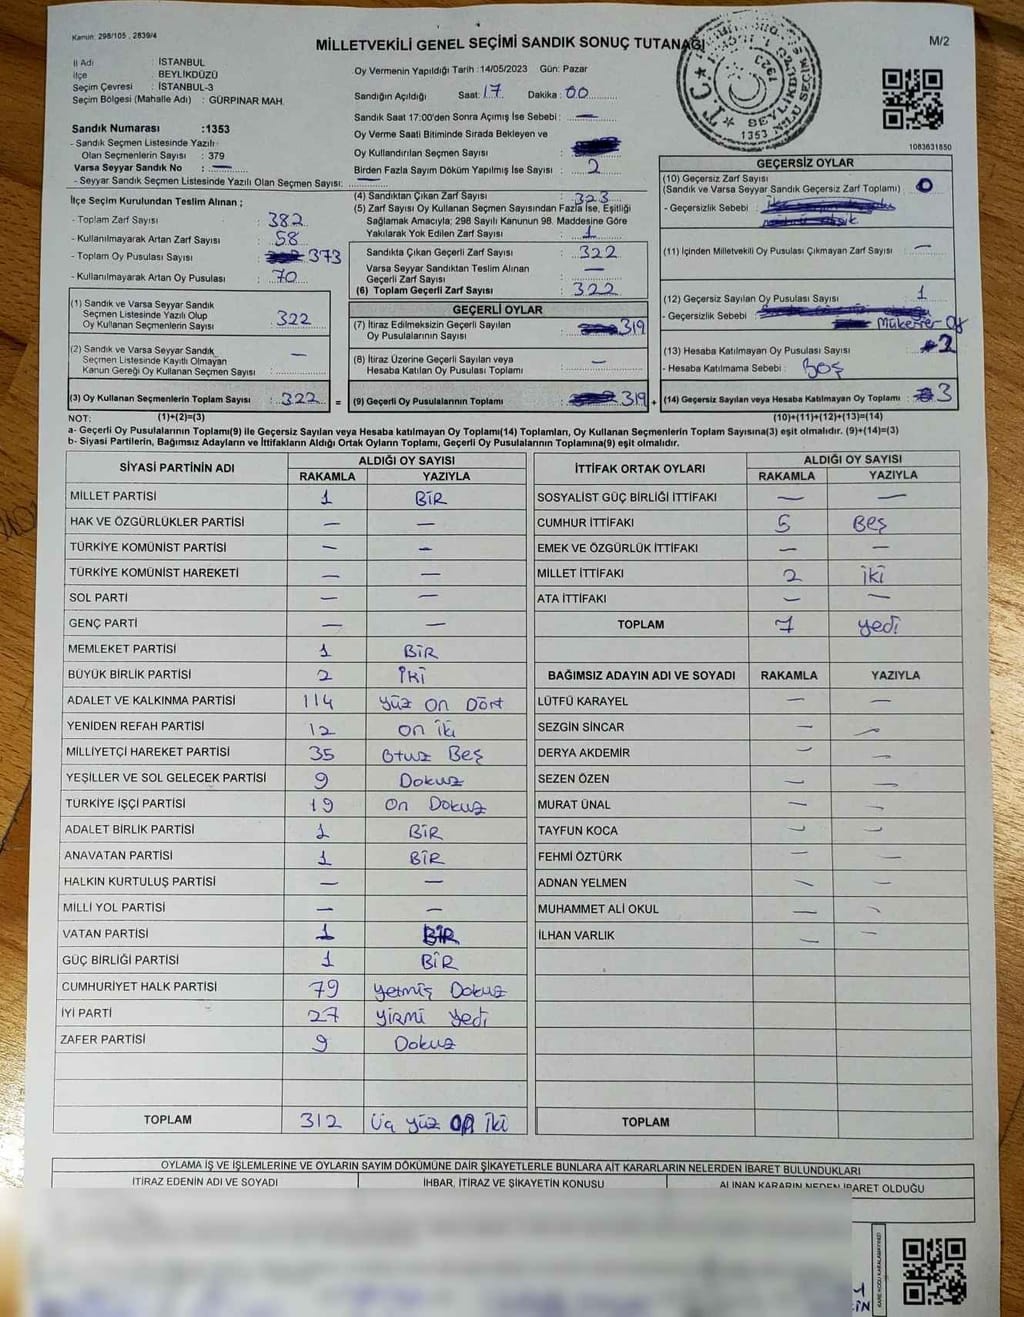 Kanun: 298/105 , 2839/4
MİLLETVEKİLİ GENEL SEÇİMİ SANDIK SONUÇ TUTANAĞI
M/2
İl Adı : İSTANBUL
İlçe : BEYLİKDÜZÜ
Seçim Çevresi : İSTANBUL-3
Seçim Bölgesi (Mahalle Adı) : GÜRPINAR MAH.
Oy Vermenin Yapıldığı Tarih :14/05/2023 Gün: Pazar
Sandığın Açıldığı Saat: 17 Dakika : 00
Sandık Saat 17:00'den Sonra Açılmış İse Sebebi : —
Oy Verme Saati Bitiminde Sırada Bekleyen ve
Oy Kullandırılan Seçmen Sayısı
Birden Fazla Sayım Döküm Yapılmış İse Sayısı : 2
T.C.
BEYLİKDÜZÜ
1353 NOLU SEÇİM
1923
1083631850
Sandık Numarası :1353
- Sandık Seçmen Listesinde Yazılı
Olan Seçmenlerin Sayısı : 379
Varsa Seyyar Sandık No : —
- Seyyar Sandık Seçmen Listesinde Yazılı Olan Seçmen Sayısı: —
İlçe Seçim Kurulundan Teslim Alınan ;
- Toplam Zarf Sayısı : 382
- Kullanılmayarak Artan Zarf Sayısı : 58
- Toplam Oy Pusulası Sayısı : 373
- Kullanılmayarak Artan Oy Pusulası : 70
(1) Sandık ve Varsa Seyyar Sandık
Seçmen Listesinde Yazılı Olup
Oy Kullanan Seçmenlerin Sayısı : 322
(2) Sandık ve Varsa Seyyar Sandık
Seçmen Listesinde Kayıtlı Olmayan
Kanun Gereği Oy Kullanan Seçmen Sayısı : —
(3) Oy Kullanan Seçmenlerin Toplam Sayısı : 322 =
(4) Sandıktan Çıkan Zarf Sayısı : 323
(5) Zarf Sayısı Oy Kullanan Seçmen Sayısından Fazla İse, Eşitliği
Sağlamak Amacıyla; 298 Sayılı Kanunun 98. Maddesine Göre
Yakılarak Yok Edilen Zarf Sayısı : 1
Sandıkta Çıkan Geçerli Zarf Sayısı : 322
Varsa Seyyar Sandıktan Teslim Alınan
Geçerli Zarf Sayısı : —
(6) Toplam Geçerli Zarf Sayısı : 322
GEÇERLİ OYLAR
(7) İtiraz Edilmeksizin Geçerli Sayılan
Oy Pusulalarının Sayısı : 319
(8) İtiraz Üzerine Geçerli Sayılan veya
Hesaba Katılan Oy Pusulası Toplamı : —
(9) Geçerli Oy Pusulalarının Toplamı : 319 +
GEÇERSİZ OYLAR
(10) Geçersiz Zarf Sayısı
(Sandık ve Varsa Seyyar Sandık Geçersiz Zarf Toplamı) : 0
- Geçersizlik Sebebi :
(11) İçinden Milletvekili Oy Pusulası Çıkmayan Zarf Sayısı : —
(12) Geçersiz Sayılan Oy Pusulası Sayısı : 1
- Geçersizlik Sebebi :
Mükerrer Oy
(13) Hesaba Katılmayan Oy Pusulası Sayısı : 2
- Hesaba Katılmama Sebebi : Boş
(14) Geçersiz Sayılan veya Hesaba Katılmayan Oy Toplamı : 3
NOT: (1)+(2)=(3) (10)+(11)+(12)+(13)=(14)
a- Geçerli Oy Pusulalarının Toplamı(9) ile Geçersiz Sayılan veya Hesaba katılmayan Oy Toplamı(14) Toplamları, Oy Kullanan Seçmenlerin Toplam Sayısına(3) eşit olmalıdır. (9)+(14)=(3)
b- Siyasi Partilerin, Bağımsız Adayların ve İttifakların Aldığı Ortak Oyların Toplamı, Geçerli Oy Pusulalarının Toplamına(9) eşit olmalıdır.
SİYASİ PARTİNİN ADI ALDIĞI OY SAYISI
RAKAMLA YAZIYLA
MİLLET PARTİSİ 1 BİR
HAK VE ÖZGÜRLÜKLER PARTİSİ — —
TÜRKİYE KOMÜNİST PARTİSİ — —
TÜRKİYE KOMÜNİST HAREKETİ — —
SOL PARTİ — —
GENÇ PARTİ — —
MEMLEKET PARTİSİ 1 BİR
BÜYÜK BİRLİK PARTİSİ 2 İki
ADALET VE KALKINMA PARTİSİ 114 Yüz On Dört
YENİDEN REFAH PARTİSİ 12 on iki
MİLLİYETÇİ HAREKET PARTİSİ 35 Otuz Beş
YEŞİLLER VE SOL GELECEK PARTİSİ 9 Dokuz
TÜRKİYE İŞÇİ PARTİSİ 19 On Dokuz
ADALET BİRLİK PARTİSİ 1 BİR
ANAVATAN PARTİSİ 1 BİR
HALKIN KURTULUŞ PARTİSİ — —
MİLLİ YOL PARTİSİ — —
VATAN PARTİSİ 1 BİR
GÜÇ BİRLİĞİ PARTİSİ 1 BİR
CUMHURİYET HALK PARTİSİ 79 Yetmiş Dokuz
İYİ PARTİ 27 Yirmi Yedi
ZAFER PARTİSİ 9 Dokuz
TOPLAM 312 Üç yüz on iki
İTTİFAK ORTAK OYLARI ALDIĞI OY SAYISI
RAKAMLA YAZIYLA
SOSYALİST GÜÇ BİRLİĞİ İTTİFAKI — —
CUMHUR İTTİFAKI 5 Beş
EMEK VE ÖZGÜRLÜK İTTİFAKI — —
MİLLET İTTİFAKI 2 iki
ATA İTTİFAKI — —
TOPLAM 7 yedi
BAĞIMSIZ ADAYIN ADI VE SOYADI RAKAMLA YAZIYLA
LÜTFÜ KARAYEL — —
SEZGİN SİNCAR — —
DERYA AKDEMİR — —
SEZEN ÖZEN — —
MURAT ÜNAL — —
TAYFUN KOCA — —
FEHMİ ÖZTÜRK — —
ADNAN YELMEN — —
MUHAMMET ALİ OKUL — —
İLHAN VARLIK — —
TOPLAM
OYLAMA İŞ VE İŞLEMLERİNE VE OYLARIN SAYIM DÖKÜMÜNE DAİR ŞİKAYETLERLE BUNLARA AİT KARARLARIN NELERDEN İBARET BULUNDUKLARI
İTİRAZ EDENİN ADI VE SOYADI İHBAR, İTİRAZ VE ŞİKAYETİN KONUSU ALINAN KARARIN NEDEN İBARET OLDUĞU
KARE KODU KARALAMAYINIZ!